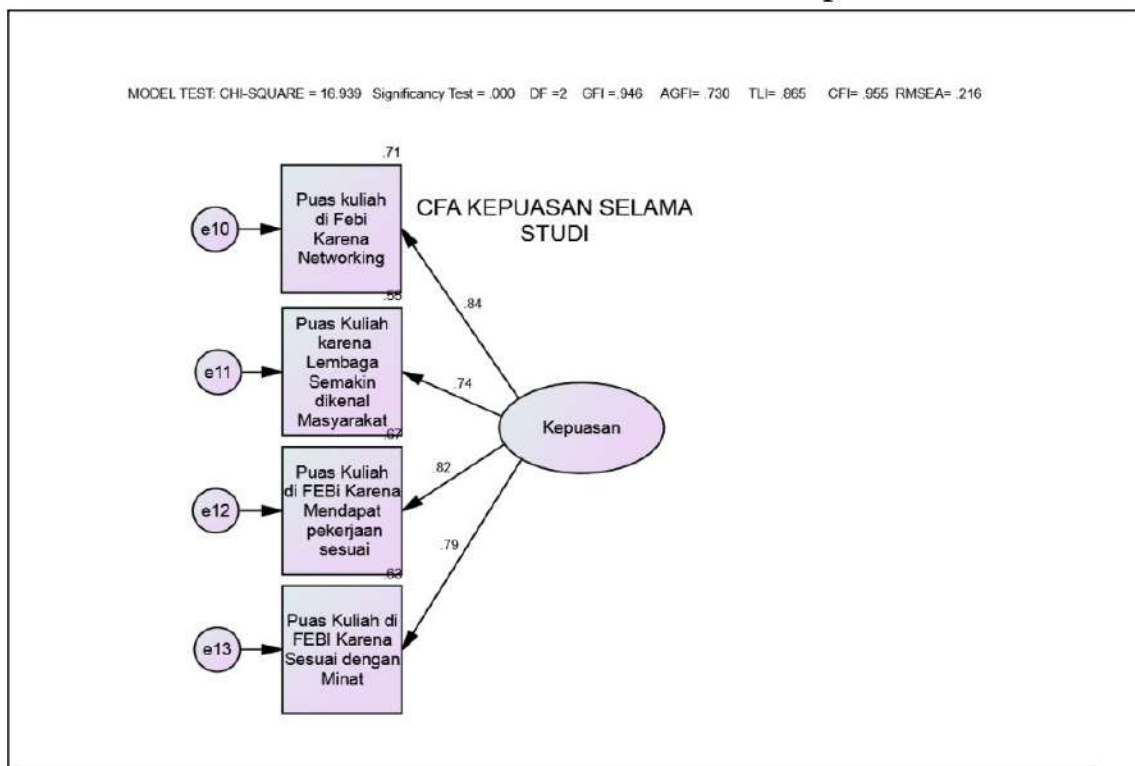 MODEL TEST: CHI-SQUARE = 16.939 Significancy Test = .000 DF =2 GFI =.946 AGFI= .730 TLI= .865 CFI= .955 RMSEA= .216
CFA KEPUASAN SELAMA
STUDI
.71
e10
Puas kuliah
di Febi
Karena
Networking
.84
e11
Puas Kuliah
karena
Lembaga
Semakin
dikenal
Masyarakat
.74
Kepuasan
.67
e12
Puas Kuliah
di FEBi Karena
Mendapat
pekerjaan
sesuai
.82
.63
e13
Puas Kuliah di
FEBI Karena
Sesuai dengan
Minat
.79